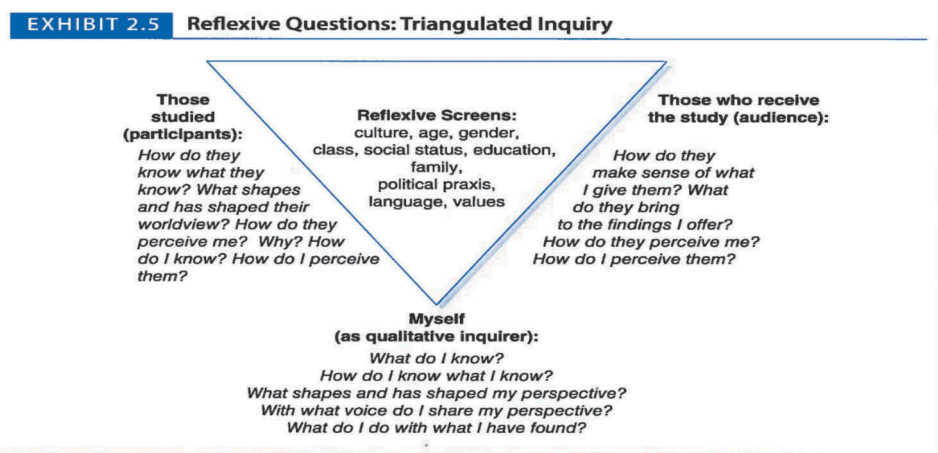 EXHIBIT 2.5 Reflexive Questions: Triangulated Inquiry
Those
studied
(participants):
How do they
know what they
know? What shapes
and has shaped their
worldview? How do they
perceive me? Why? How
do I know? How do I perceive
them?
Reflexive Screens:
culture, age, gender,
class, social status, education,
family,
political praxis,
language, values
Those who receive
the study (audience):
How do they
make sense of what
I give them? What
do they bring
to the findings I offer?
How do they perceive me?
How do I perceive them?
Myself
(as qualitative inquirer):
What do I know?
How do I know what I know?
What shapes and has shaped my perspective?
With what voice do I share my perspective?
What do I do with what I have found?